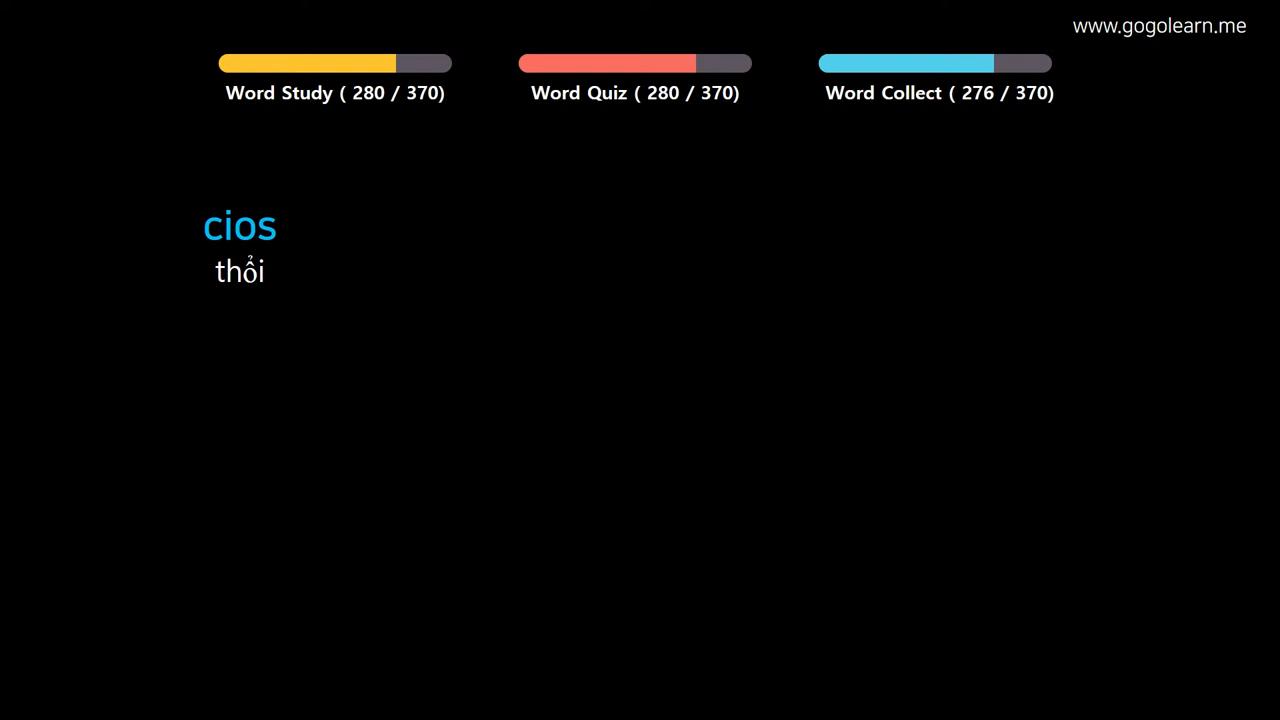 www.gogolearn.me
Word Study ( 280 / 370)
Word Quiz ( 280 / 370)
Word Collect ( 276 / 370)
cios
thổi